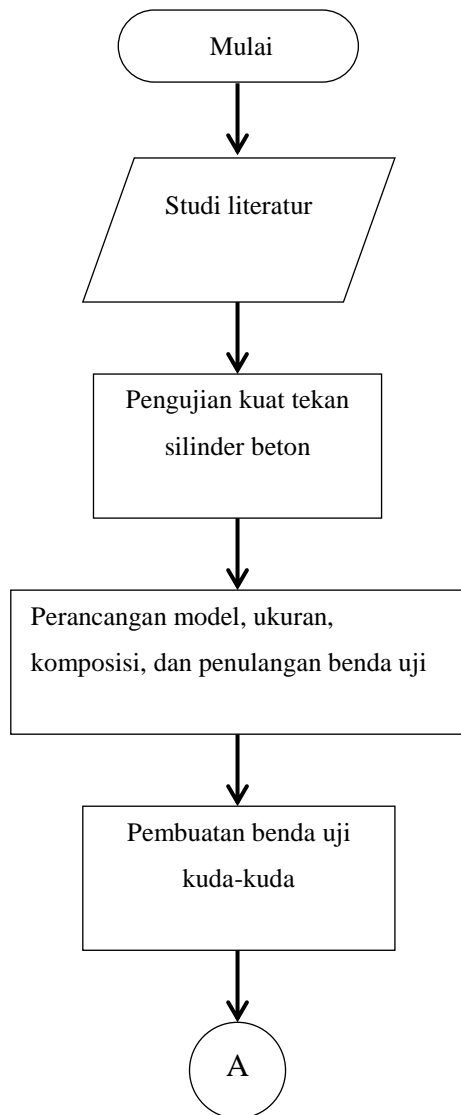 Mulai
Studi literatur
Pengujian kuat tekan
silinder beton
Perancangan model, ukuran,
komposisi, dan penulangan benda uji
Pembuatan benda uji
kuda-kuda
A